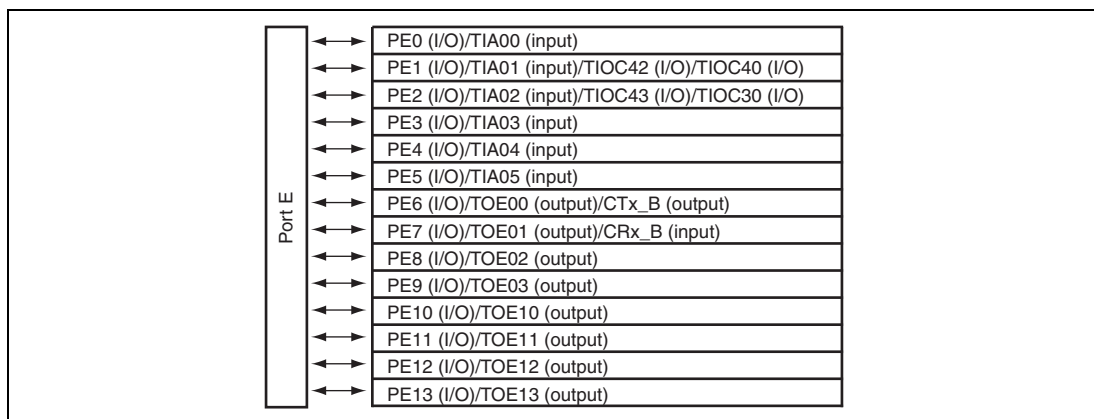 Port E
PE0 (I/O)/TIA00 (input)
PE1 (I/O)/TIA01 (input)/TIOC42 (I/O)/TIOC40 (I/O)
PE2 (I/O)/TIA02 (input)/TIOC43 (I/O)/TIOC30 (I/O)
PE3 (I/O)/TIA03 (input)
PE4 (I/O)/TIA04 (input)
PE5 (I/O)/TIA05 (input)
PE6 (I/O)/TOE00 (output)/CTx_B (output)
PE7 (I/O)/TOE01 (output)/CRx_B (input)
PE8 (I/O)/TOE02 (output)
PE9 (I/O)/TOE03 (output)
PE10 (I/O)/TOE10 (output)
PE11 (I/O)/TOE11 (output)
PE12 (I/O)/TOE12 (output)
PE13 (I/O)/TOE13 (output)